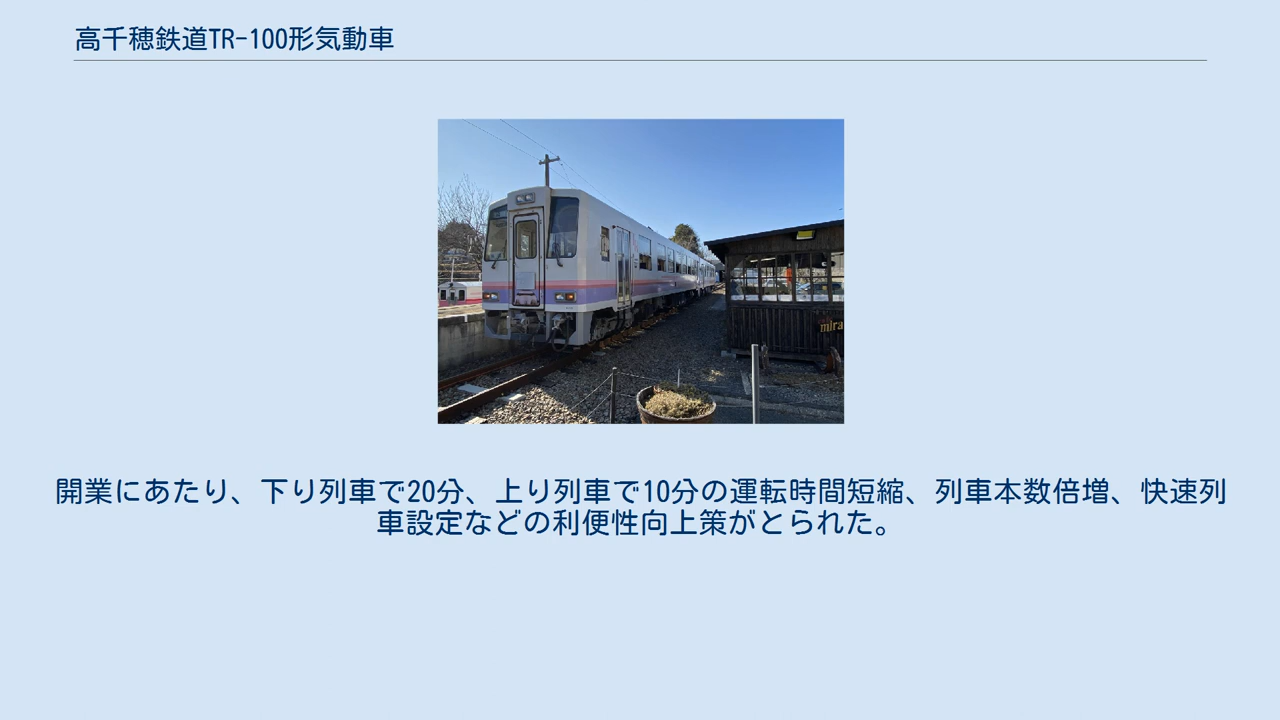 高千穂鉄道TR-100形気動車
mira
開業にあたり、下り列車で20分、上り列車で10分の運転時間短縮、列車本数倍増、快速列
車設定などの利便性向上策がとられた。